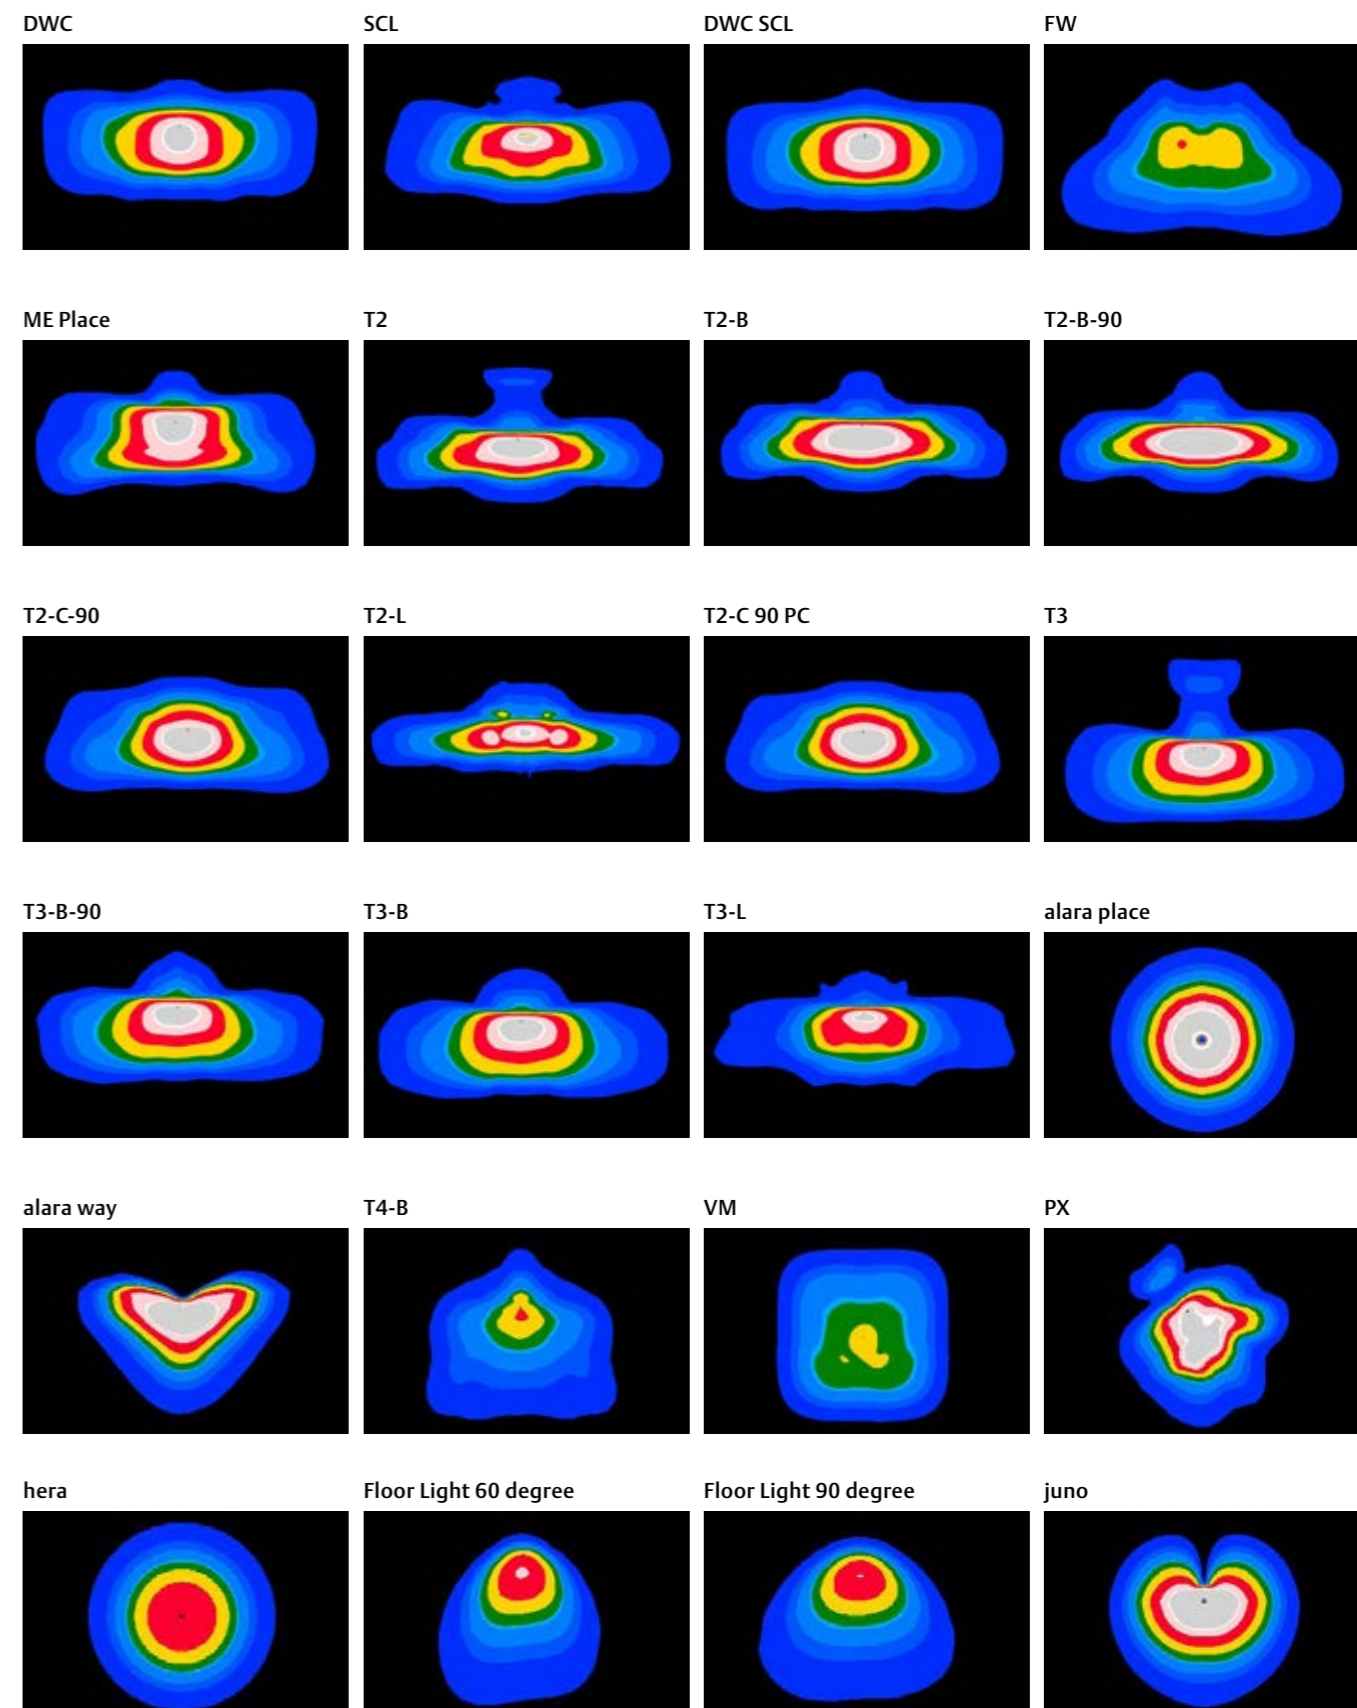 DWC SCL DWC SCL FW
ME Place T2 T2-B T2-B-90
T2-C-90 T2-L T2-C 90 PC T3
T3-B-90 T3-B T3-L alara place
alara way T4-B VM PX
hera Floor Light 60 degree Floor Light 90 degree juno